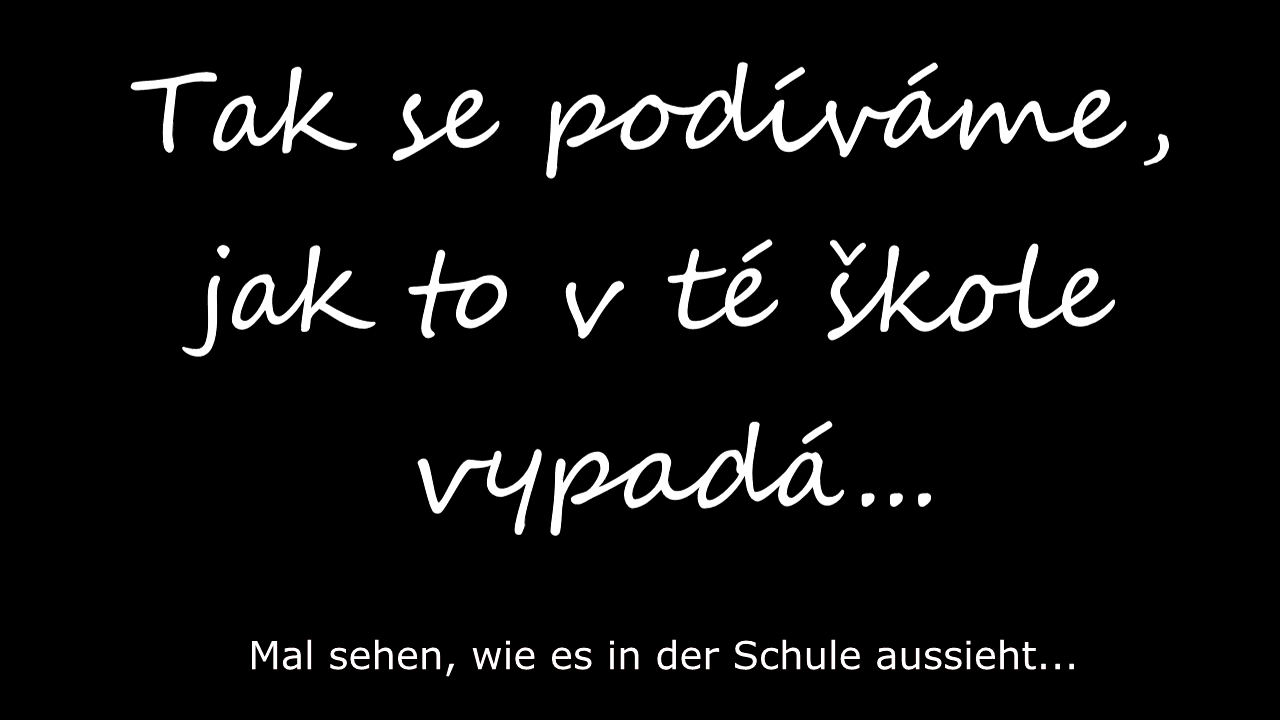 Tak se podíváme,
jak to v té škole
vypadá...
Mal sehen, wie es in der Schule aussieht...